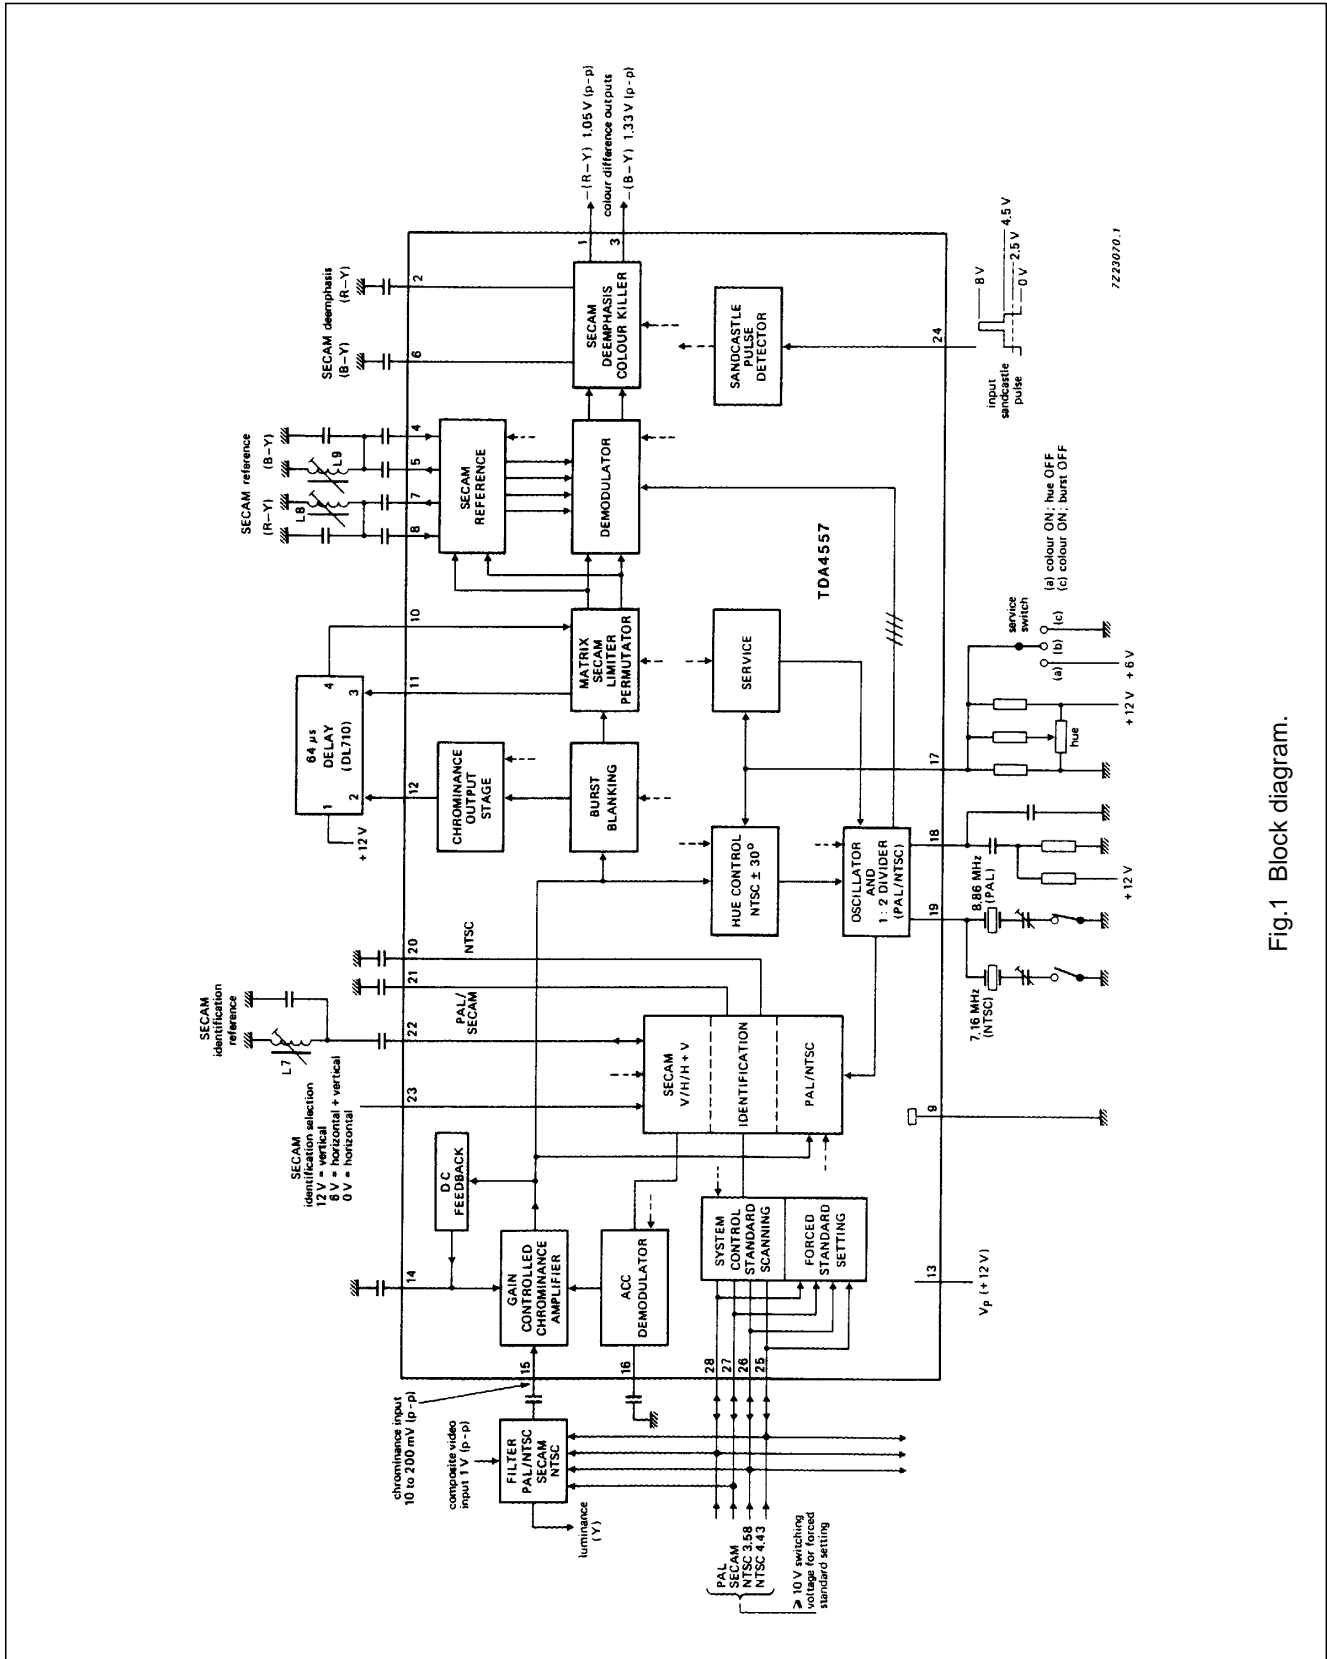 SECAM
identification selection
12 V = vertical
6 V = horizontal + vertical
0 V = horizontal
SECAM
identification
reference
L7
SECAM reference
(R–Y)
(B–Y)
L8
L9
SECAM deemphasis
(B–Y)
(R–Y)
+12 V
1
2
64 µs
DELAY
(DL710)
4
3
14
23
22
PAL/
SECAM
21
20
NTSC
12
11
10
8
7
5
4
6
2
chrominance input
10 to 200 mV (p-p)
composite video
input 1 V (p-p)
FILTER
PAL/NTSC
SECAM
NTSC
luminance
(Y)
15
GAIN
CONTROLLED
CHROMINANCE
AMPLIFIER
DC
FEEDBACK
16
ACC
DEMODULATOR
CHROMINANCE
OUTPUT
STAGE
BURST
BLANKING
MATRIX
SECAM
LIMITER
PERMUTATOR
SECAM
REFERENCE
DEMODULATOR
SECAM
DEEMPHASIS
COLOUR KILLER
1
–(R–Y) 1.05 V (p-p)
colour difference outputs
3
–(B–Y) 1.33 V (p-p)
PAL
SECAM
NTSC 3.58
NTSC 4.43
⩾ 10 V switching
voltage for forced
standard setting
28
27
26
25
SYSTEM
CONTROL
STANDARD
SCANNING
FORCED
STANDARD
SETTING
SECAM
V/H/H + V
IDENTIFICATION
PAL/NTSC
HUE CONTROL
NTSC ± 30°
SERVICE
SANDCASTLE
PULSE
DETECTOR
OSCILLATOR
AND
1 : 2 DIVIDER
(PAL/NTSC)
TDA4557
13
Vp (+12V)
9
19
18
17
24
7.16 MHz
(NTSC)
8.86 MHz
(PAL)
+12 V
hue
+12 V
+6 V
service
switch
(a)
(b)
(c)
(a) colour ON; hue OFF
(c) colour ON; burst OFF
input
sandcastle
pulse
8 V
4.5 V
2.5 V
0 V
7Z23070.1
Fig.1 Block diagram.